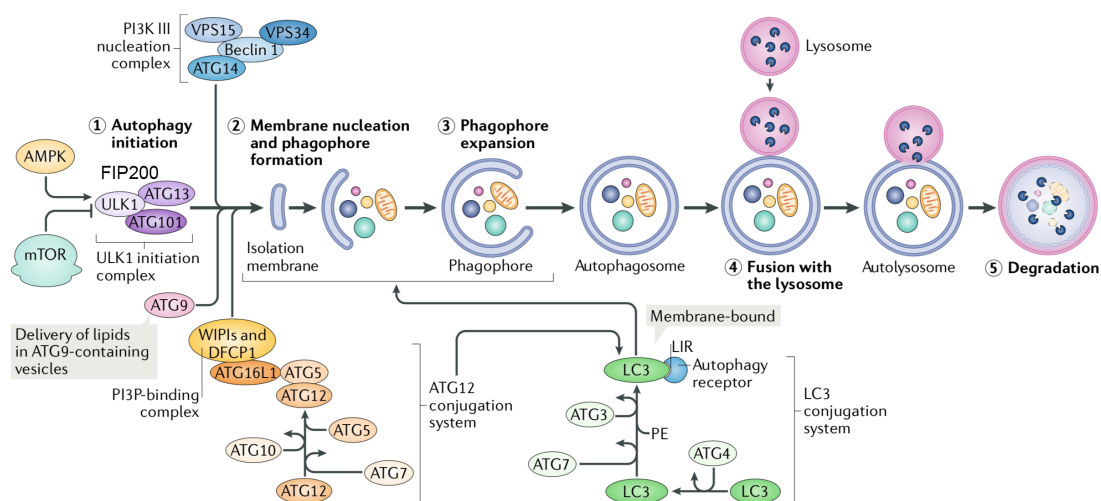 PI3K III
nucleation
complex
VPS15
VPS34
Beclin 1
ATG14
Lysosome
① Autophagy
initiation
② Membrane nucleation
and phagophore
formation
③ Phagophore
expansion
AMPK
FIP200
ULK1
ATG13
ATG101
mTOR
ULK1 initiation
complex
Isolation
membrane
Phagophore
Autophagosome
④ Fusion with
the lysosome
Autolysosome
⑤ Degradation
ATG9
Delivery of lipids
in ATG9-containing
vesicles
WIPIs and
DFCP1
ATG16L1
ATG5
ATG12
PI3P-binding
complex
ATG12
conjugation
system
ATG5
ATG10
ATG7
ATG12
Membrane-bound
LIR
LC3
Autophagy
receptor
LC3
conjugation
system
ATG3
PE
ATG7
ATG4
LC3
LC3